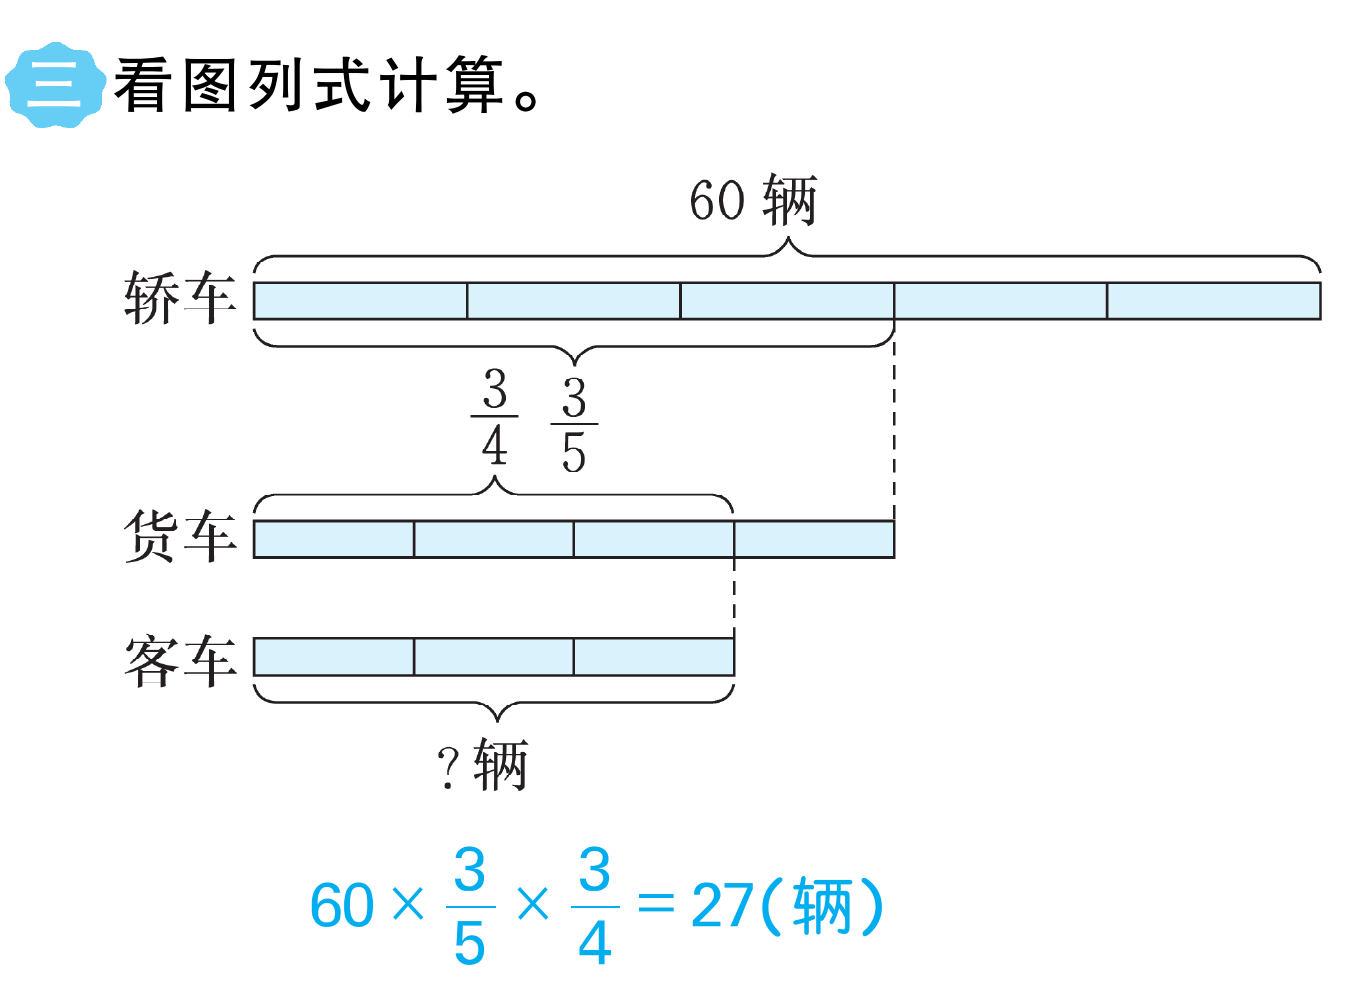 三 看图列式计算。
60 辆
轿车
3/4 3/5
货车
客车
? 辆
60 × 3/5 × 3/4 = 27(辆)